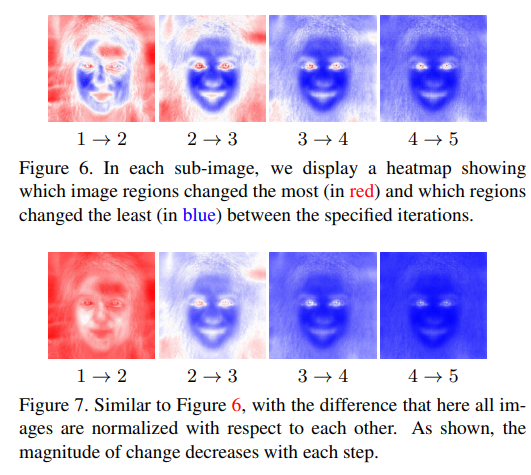 1 → 2 2 → 3 3 → 4 4 → 5
Figure 6. In each sub-image, we display a heatmap showing
which image regions changed the most (in red) and which regions
changed the least (in blue) between the specified iterations.
1 → 2 2 → 3 3 → 4 4 → 5
Figure 7. Similar to Figure 6, with the difference that here all im-
ages are normalized with respect to each other. As shown, the
magnitude of change decreases with each step.